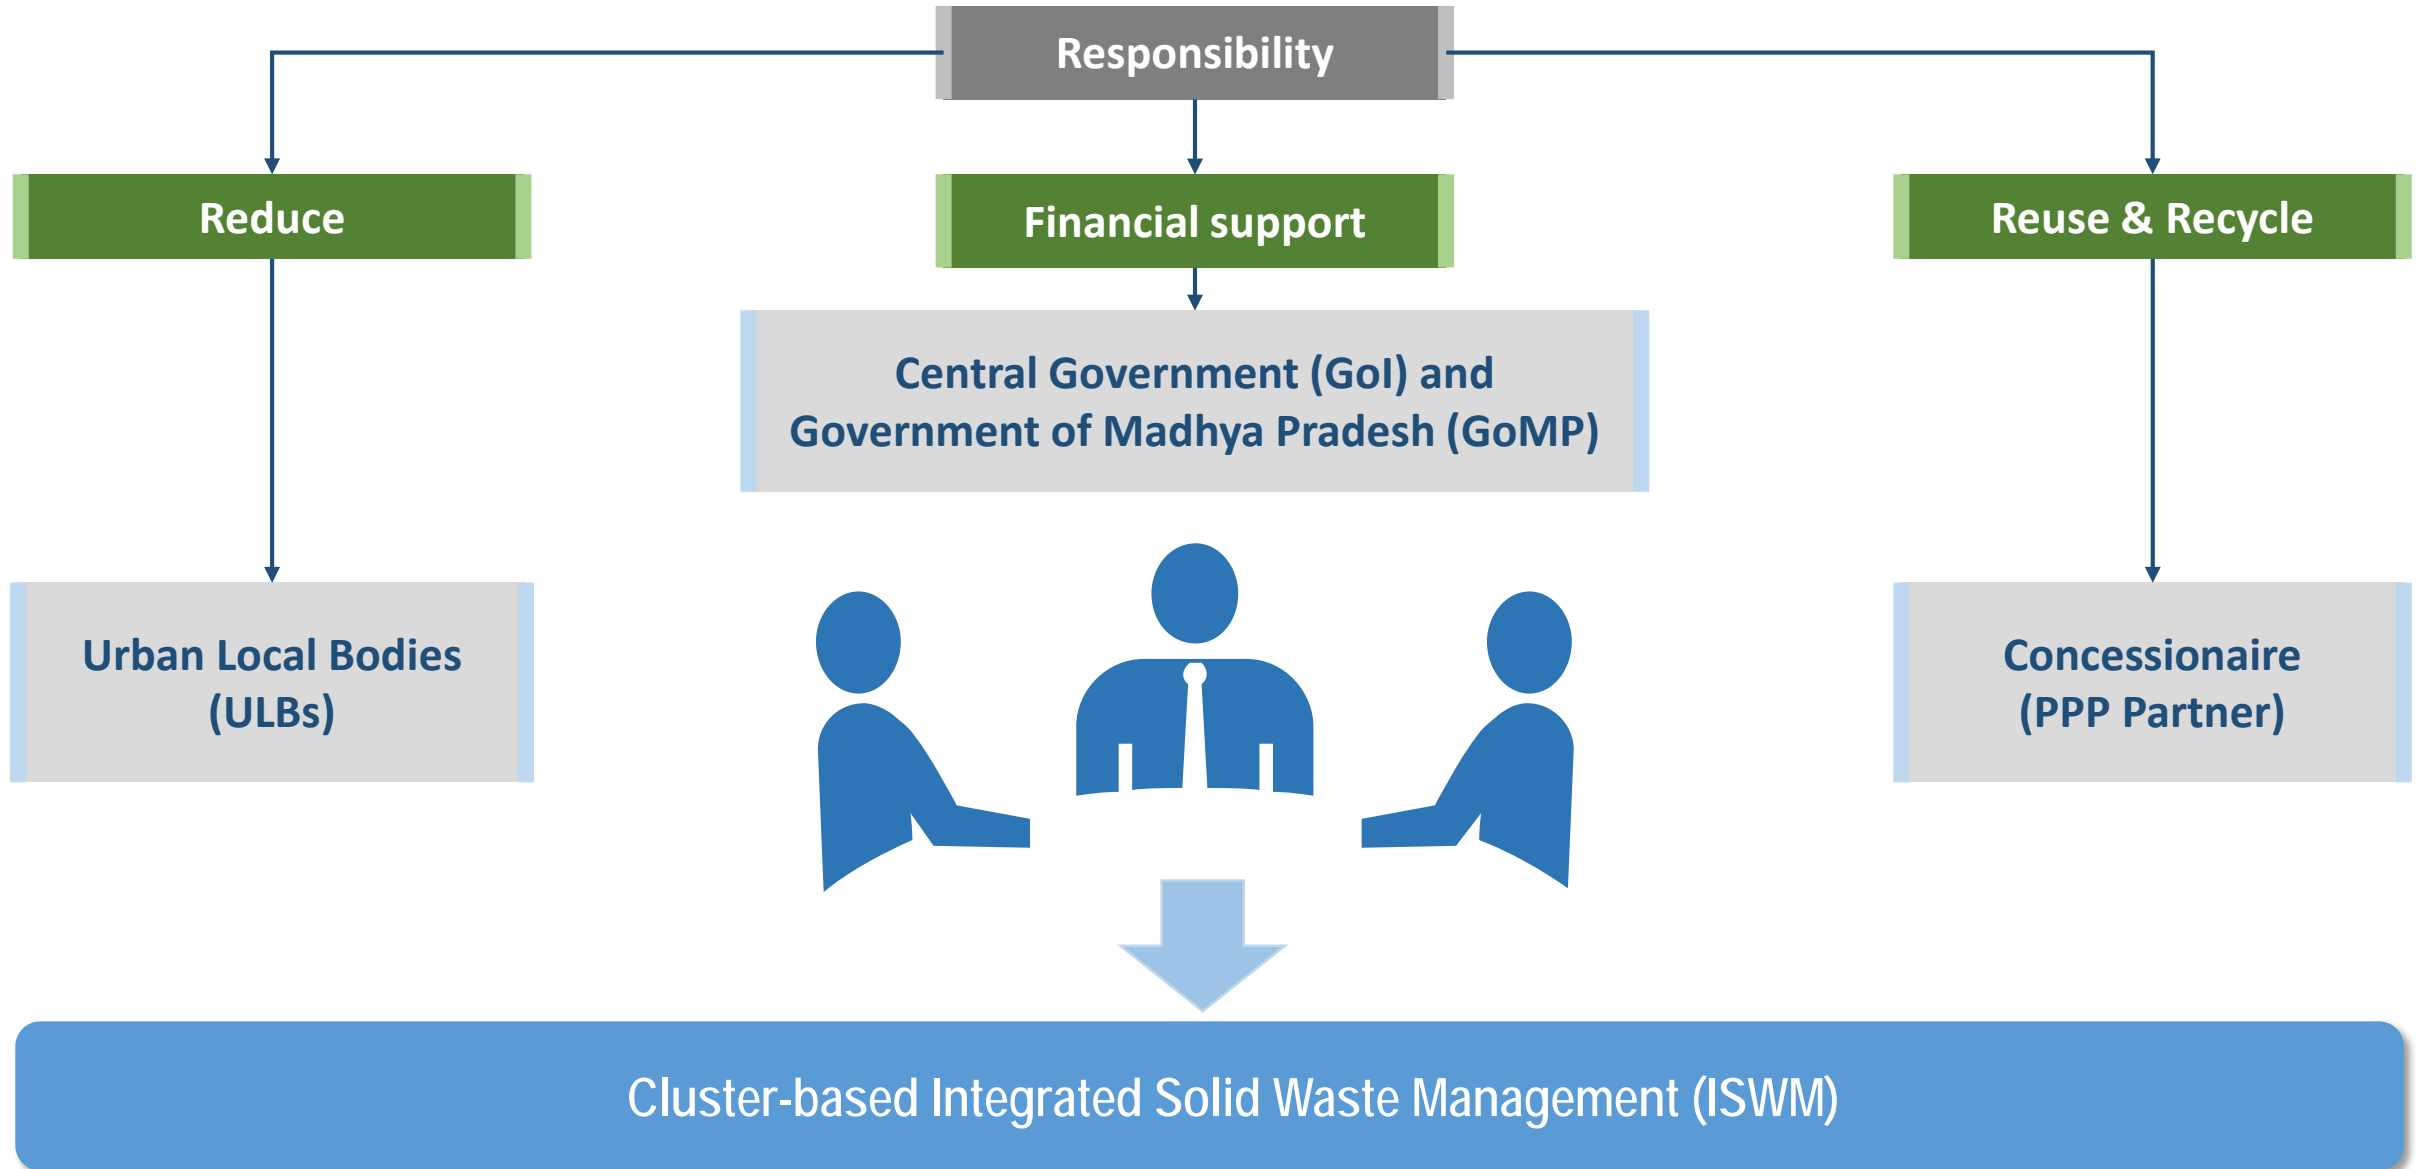 Responsibility
Reduce
Financial support
Reuse & Recycle
Central Government (GoI) and
Government of Madhya Pradesh (GoMP)
Urban Local Bodies
(ULBs)
Concessionaire
(PPP Partner)
Cluster-based Integrated Solid Waste Management (ISWM)